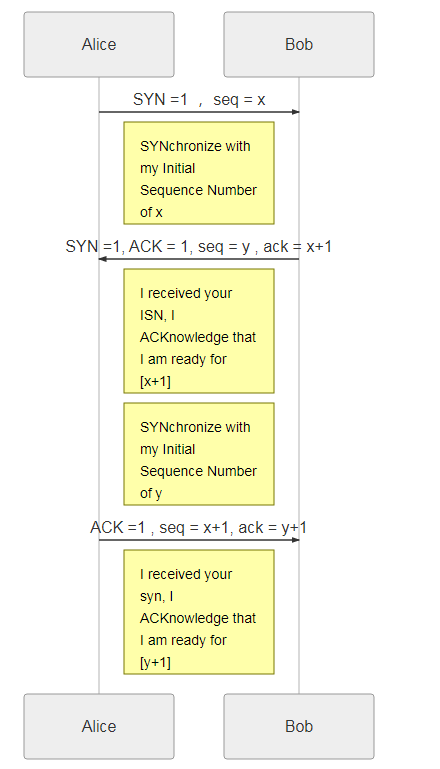 Alice Bob
SYN =1 , seq = x
SYNchronize with
my Initial
Sequence Number
of x
SYN =1, ACK = 1, seq = y , ack = x+1
I received your
ISN, I
ACKnowledge that
I am ready for
[x+1]
SYNchronize with
my Initial
Sequence Number
of y
ACK =1 , seq = x+1, ack = y+1
I received your
syn, I
ACKnowledge that
I am ready for
[y+1]
Alice Bob